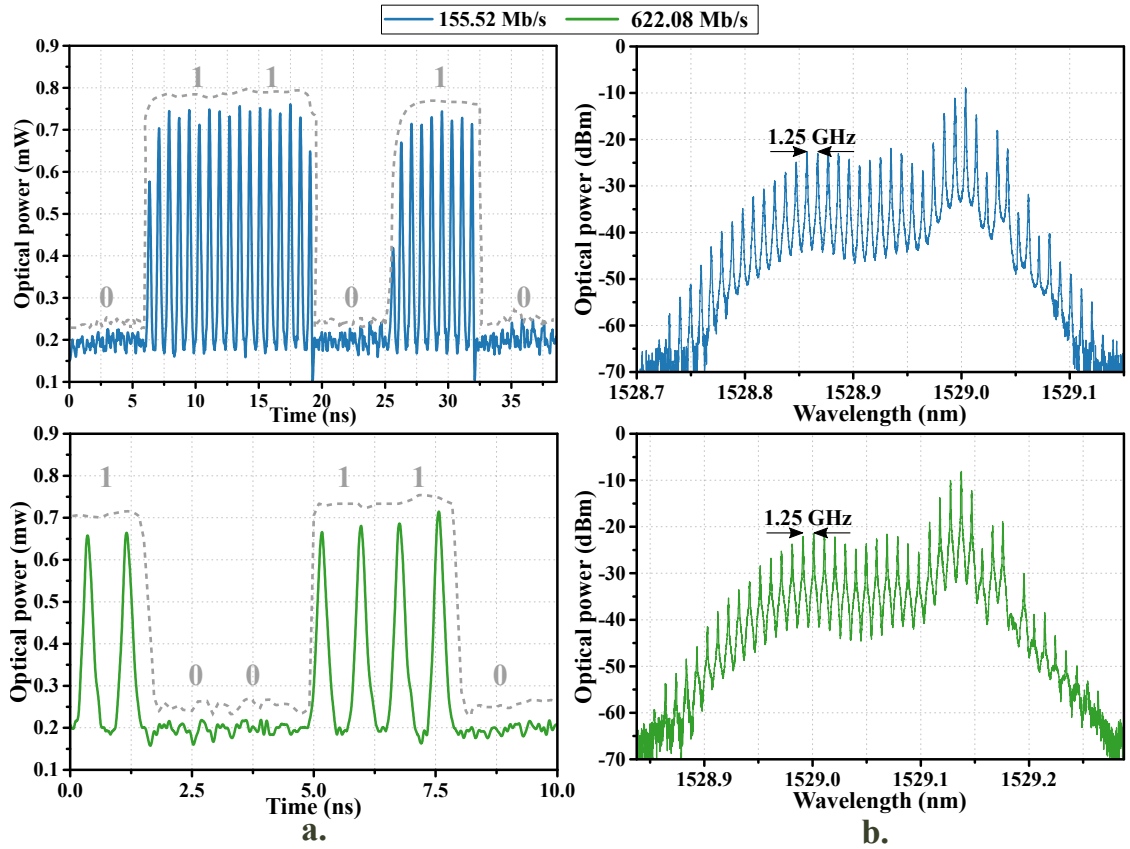 155.52 Mb/s 622.08 Mb/s
0.9
0.8
0.7
0.6
0.5
0.4
0.3
0.2
0.1
Optical power (mW)
0 1 1 0 1 0
0 5 10 15 20 25 30 35
Time (ns)
0
-10
-20
-30
-40
-50
-60
-70
Optical power (dBm)
1.25 GHz
1528.7 1528.8 1528.9 1529.0 1529.1
Wavelength (nm)
0.9
0.8
0.7
0.6
0.5
0.4
0.3
0.2
0.1
Optical power (mw)
1 0 0 1 1 0
0.0 2.5 5.0 7.5 10.0
Time (ns)
a.
0
-10
-20
-30
-40
-50
-60
-70
Optical power (dBm)
1.25 GHz
1528.9 1529.0 1529.1 1529.2
Wavelength (nm)
b.